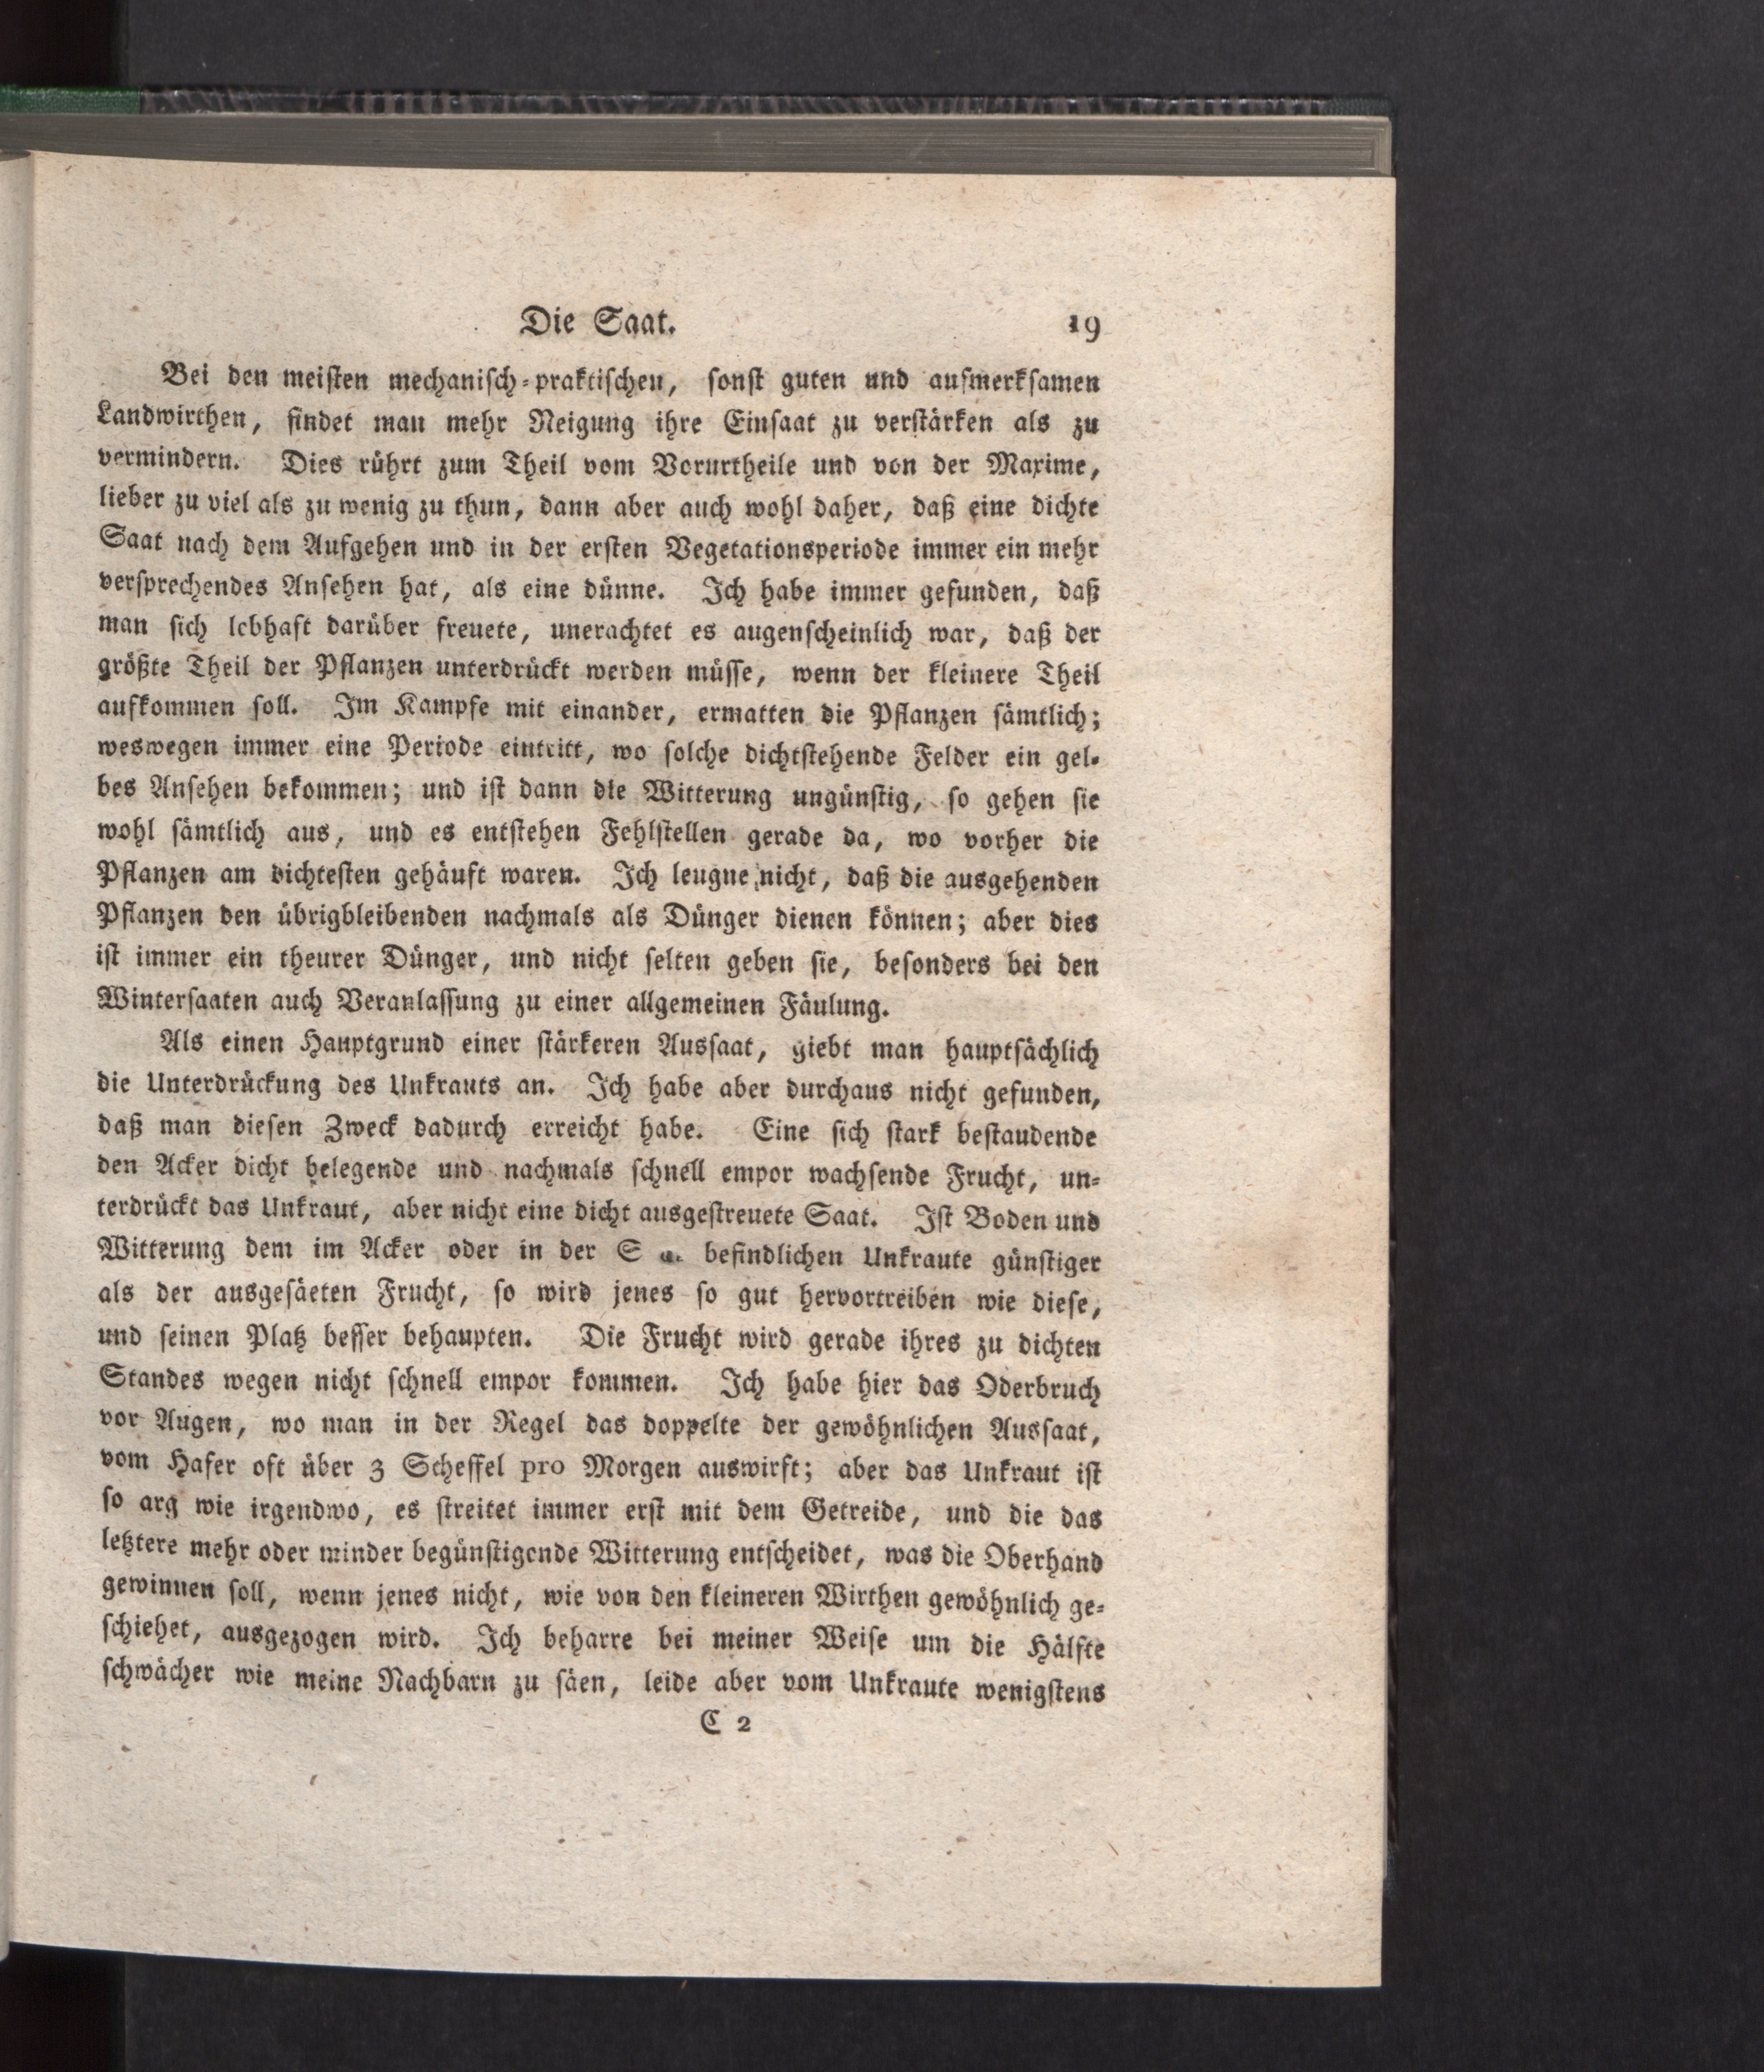 Die Saat. 19
Bei den meisten mechanisch-praktischen, sonst guten und aufmerksamen
Landwirthen, findet man mehr Neigung ihre Einsaat zu verstärken als zu
vermindern. Dies rührt zum Theil vom Vorurtheile und von der Maxime,
lieber zu viel als zu wenig zu thun, dann aber auch wohl daher, daß eine dichte
Saat nach dem Aufgehen und in der ersten Vegetationsperiode immer ein mehr
versprechendes Ansehen hat, als eine dünne. Ich habe immer gefunden, daß
man sich lebhaft darüber freuete, unerachtet es augenscheinlich war, daß der
größte Theil der Pflanzen unterdrückt werden müsse, wenn der kleinere Theil
aufkommen soll. Im Kampfe mit einander, ermatten die Pflanzen sämtlich;
weswegen immer eine Periode eintritt, wo solche dichtstehende Felder ein gel-
bes Ansehen bekommen; und ist dann die Witterung ungünstig, so gehen sie
wohl sämtlich aus, und es entstehen Fehlstellen gerade da, wo vorher die
Pflanzen am dichtesten gehäuft waren. Ich leugne nicht, daß die ausgehenden
Pflanzen den übrigbleibenden nachmals als Dünger dienen können; aber dies
ist immer ein theurer Dünger, und nicht selten geben sie, besonders bei den
Wintersaaten auch Veranlassung zu einer allgemeinen Fäulung.
Als einen Hauptgrund einer stärkeren Aussaat, giebt man hauptsächlich
die Unterdrückung des Unkrauts an. Ich habe aber durchaus nicht gefunden,
daß man diesen Zweck dadurch erreicht habe. Eine sich stark bestaudende
den Acker dicht belegende und nachmals schnell empor wachsende Frucht, un-
terdrückt das Unkraut, aber nicht eine dicht ausgestreuete Saat. Ist Boden und
Witterung dem im Acker oder in der befindlichen Unkraute günstiger
als der ausgesäeten Frucht, so wird jenes so gut hervortreiben wie diese,
und seinen Platz besser behaupten. Die Frucht wird gerade ihres zu dichten
Standes wegen nicht schnell empor kommen. Ich habe hier das Oderbruch
vor Augen, wo man in der Regel das doppelte der gewöhnlichen Aussaat,
vom Hafer oft über 3 Scheffel pro Morgen auswirft; aber das Unkraut ist
so arg wie irgendwo, es streitet immer erst mit dem Getreide, und die das
letztere mehr oder minder begünstigende Witterung entscheidet, was die Oberhand
gewinnen soll, wenn jenes nicht, wie von den kleineren Wirthen gewöhnlich ge-
schiehet, ausgezogen wird. Ich beharre bei meiner Weise um die Hälfte
schwächer wie meine Nachbarn zu säen, leide aber vom Unkraute wenigstens
C 2